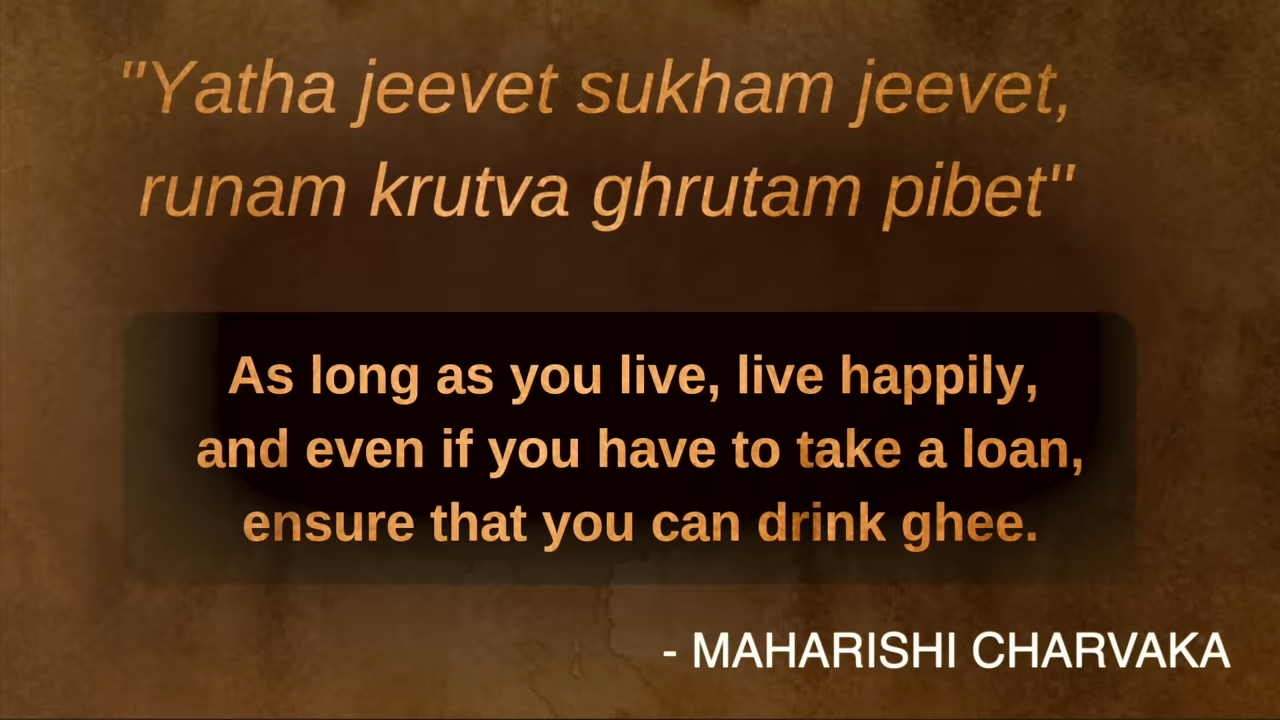 "Yatha jeevet sukham jeevet,
runam krutva ghrutam pibet"
As long as you live, live happily,
and even if you have to take a loan,
ensure that you can drink ghee.
- MAHARISHI CHARVAKA